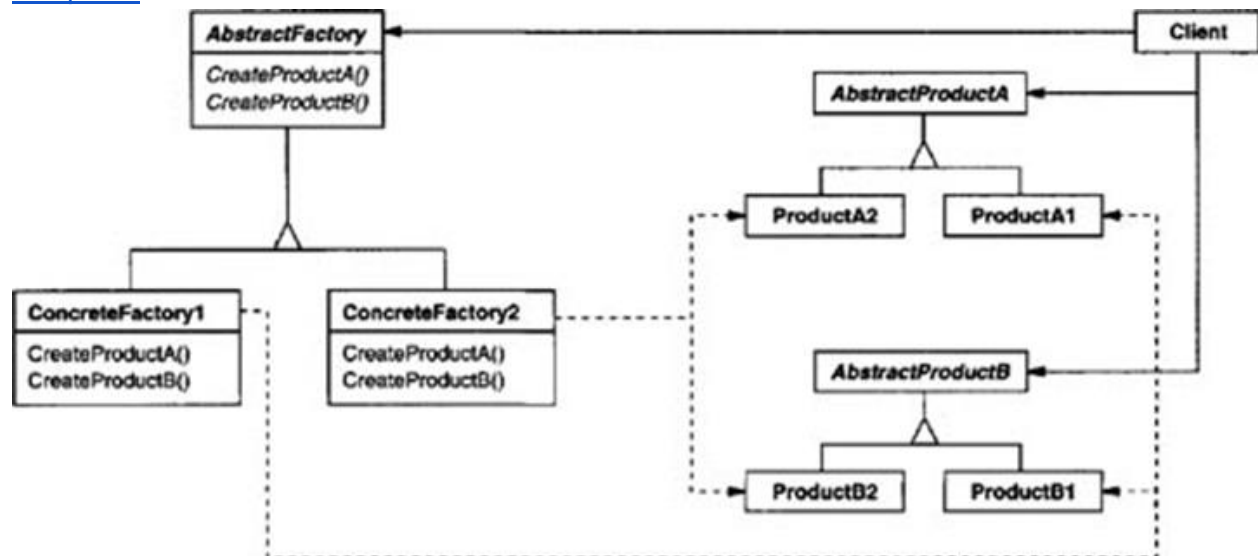 AbstractFactory
CreateProductA()
CreateProductB()
Client
AbstractProductA
ProductA2
ProductA1
ConcreteFactory1
CreateProductA()
CreateProductB()
ConcreteFactory2
CreateProductA()
CreateProductB()
AbstractProductB
ProductB2
ProductB1